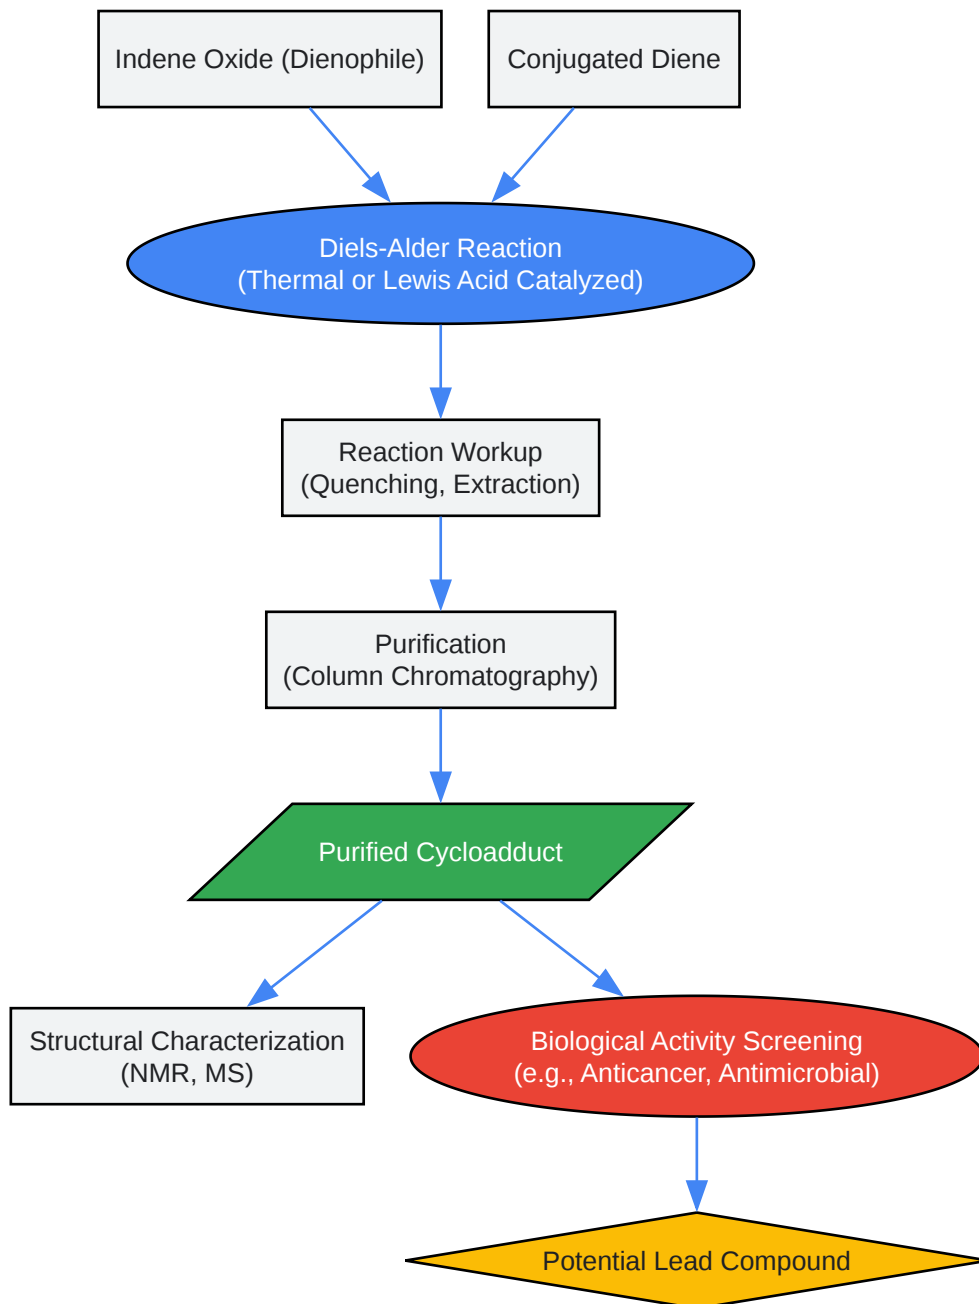 Indene Oxide (Dienophile)
Conjugated Diene
Diels-Alder Reaction
(Thermal or Lewis Acid Catalyzed)
Reaction Workup
(Quenching, Extraction)
Purification
(Column Chromatography)
Purified Cycloadduct
Structural Characterization
(NMR, MS)
Biological Activity Screening
(e.g., Anticancer, Antimicrobial)
Potential Lead Compound